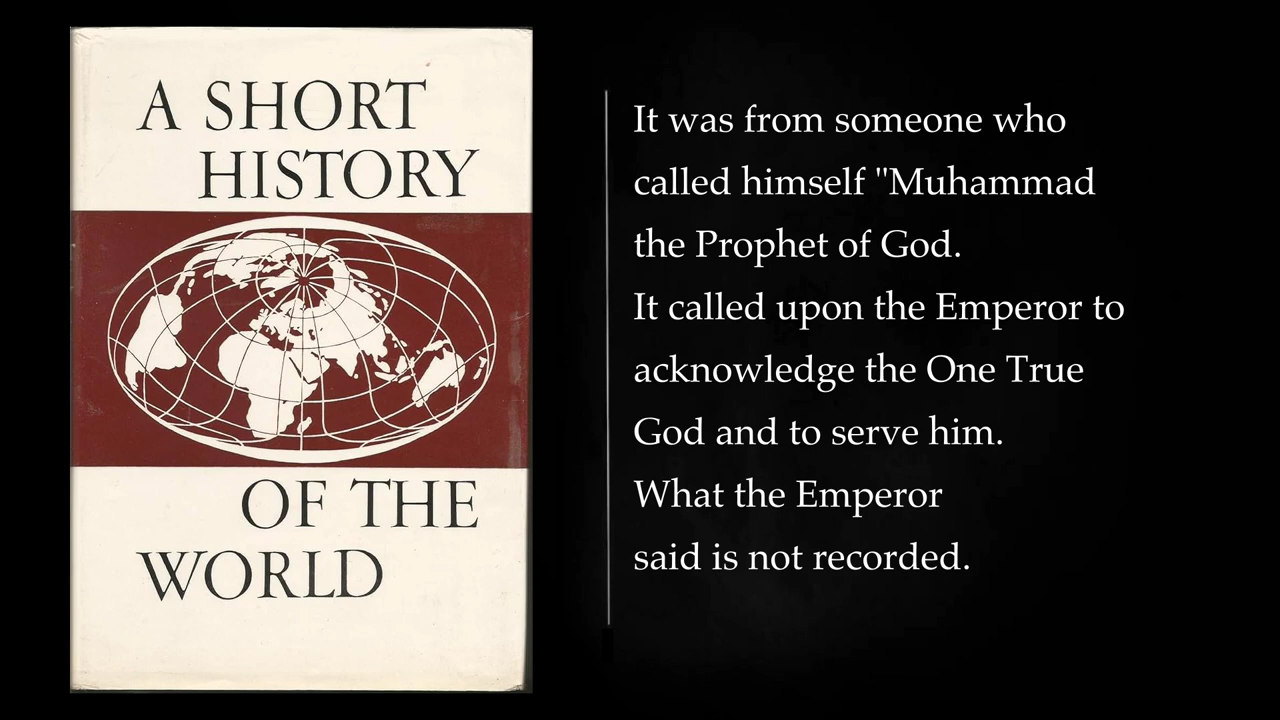 A SHORT
HISTORY
OF THE
WORLD
It was from someone who
called himself "Muhammad
the Prophet of God.
It called upon the Emperor to
acknowledge the One True
God and to serve him.
What the Emperor
said is not recorded.